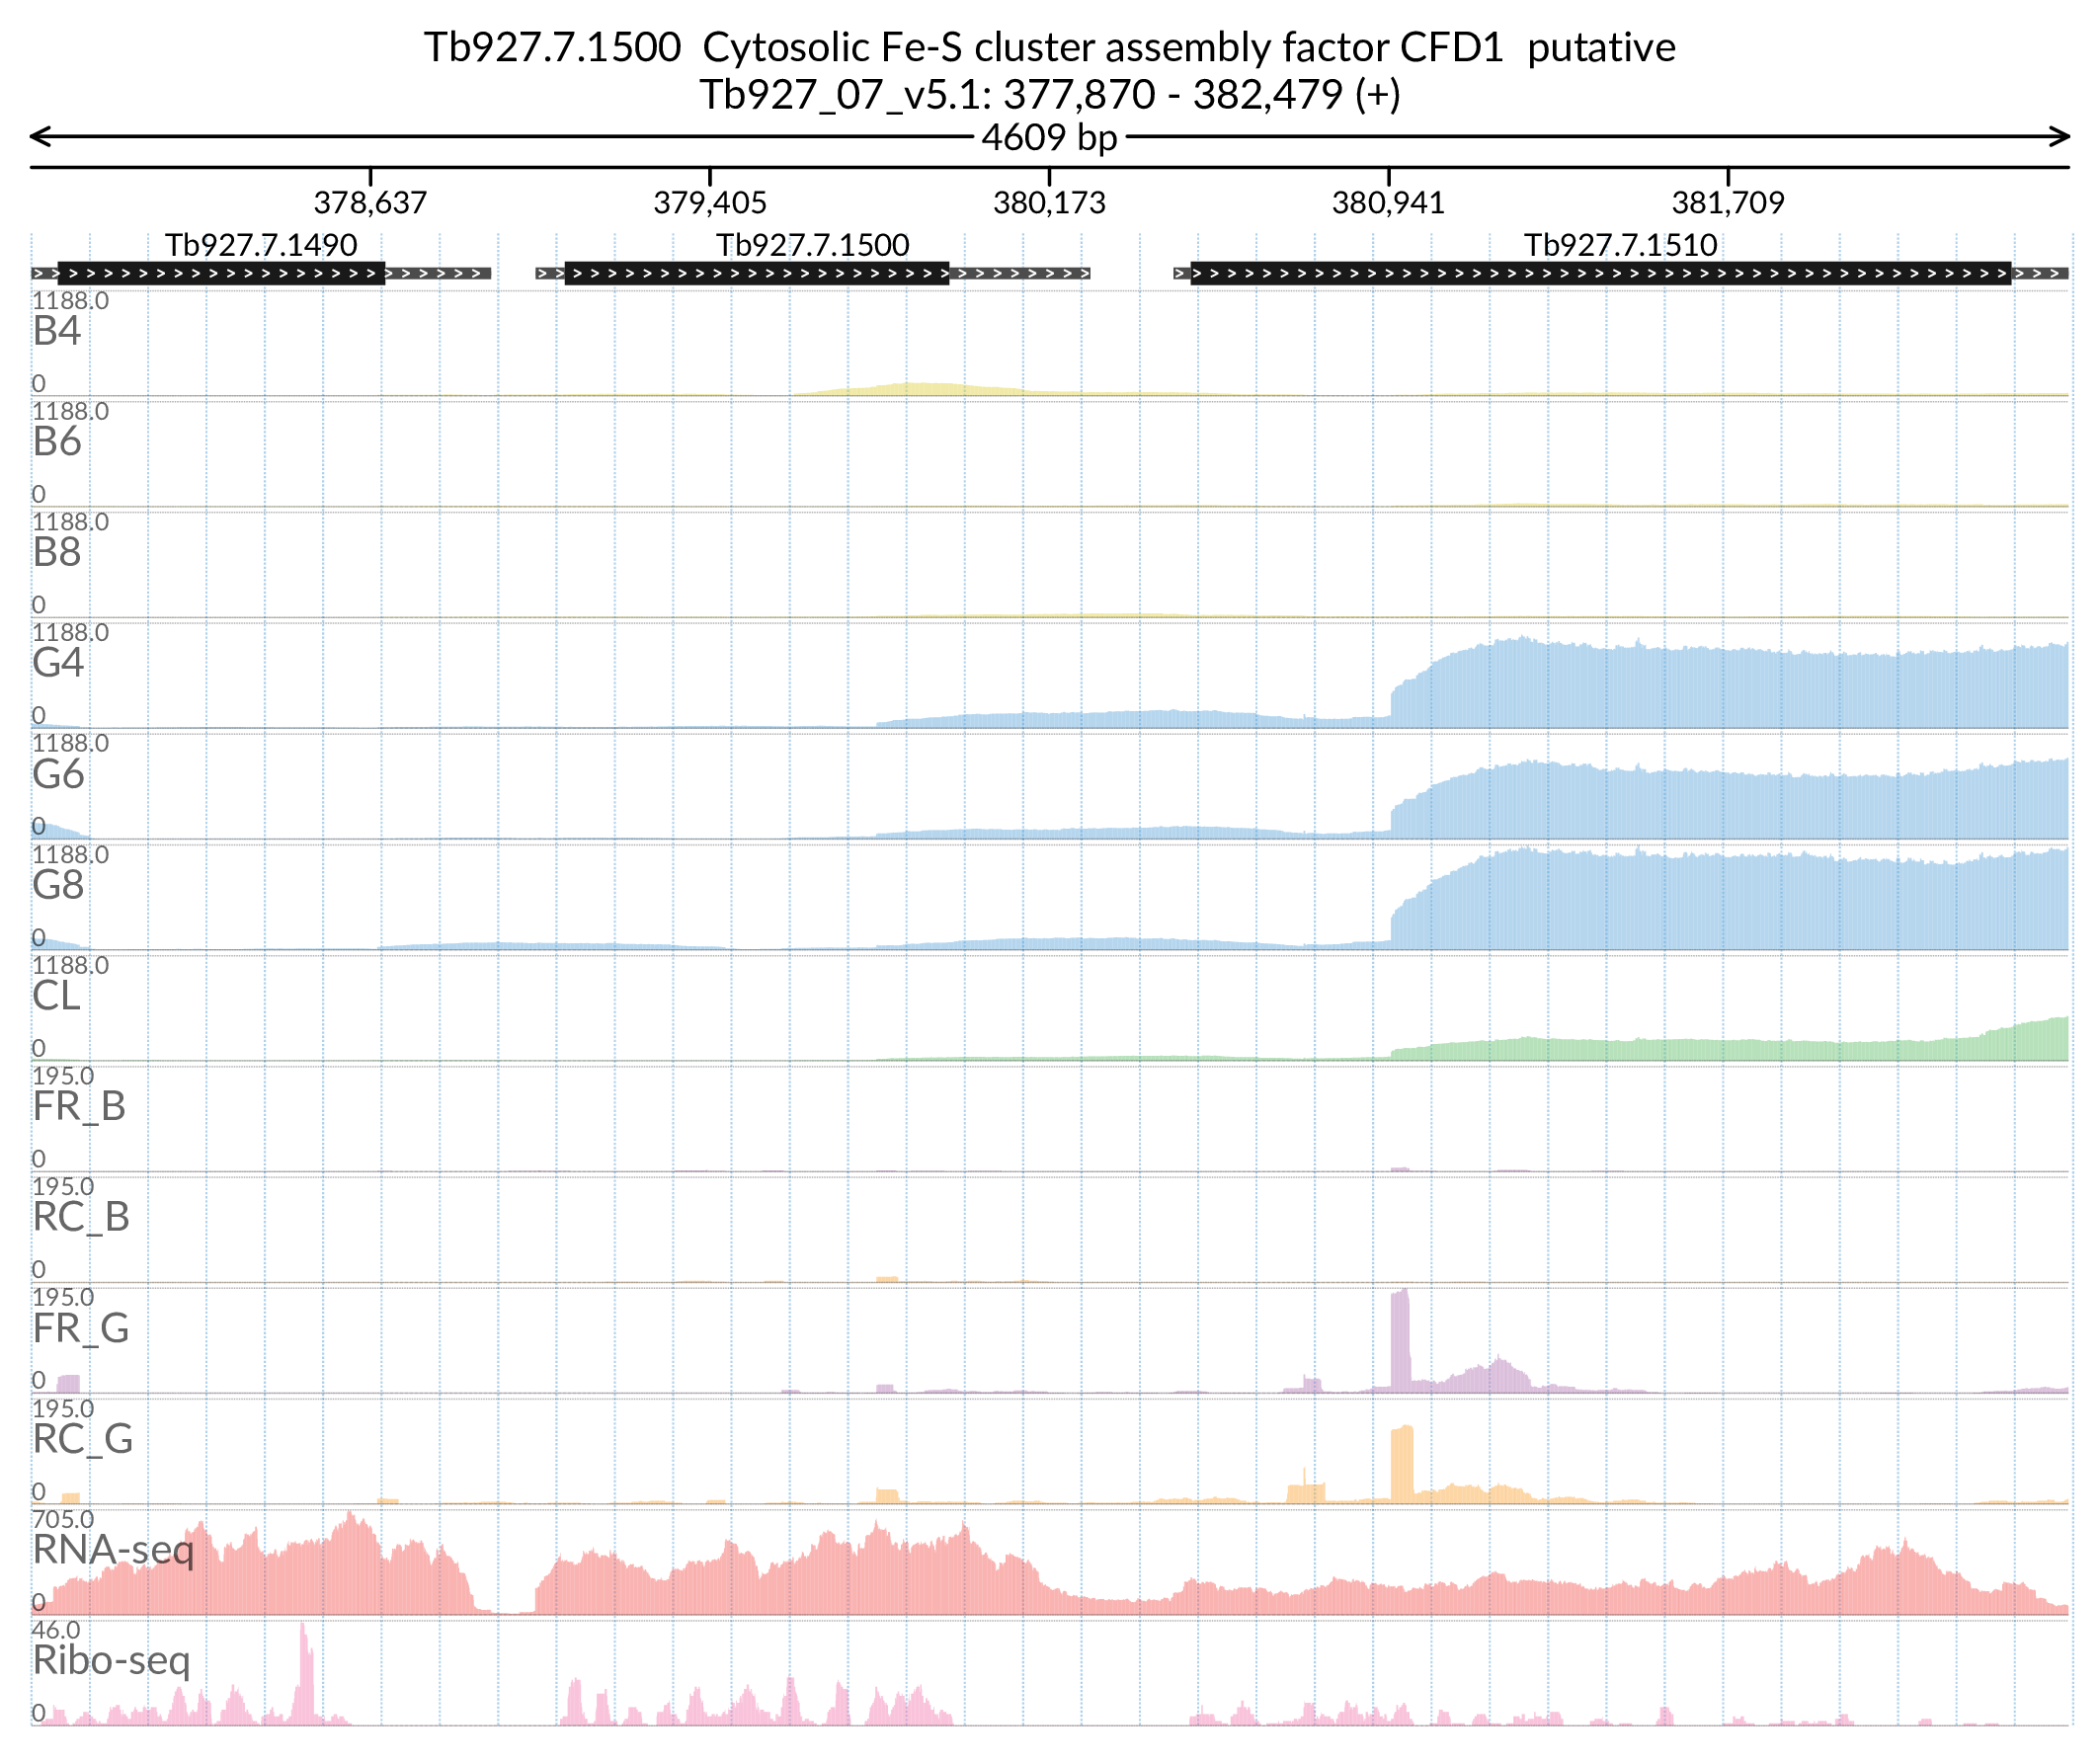 Tb927.7.1500 Cytosolic Fe-S cluster assembly factor CFD1 putative
Tb927_07_v5.1: 377,870 - 382,479 (+)
4609 bp
378,637 379,405 380,173 380,941 381,709
Tb927.7.1490 Tb927.7.1500 Tb927.7.1510
1188.0
B4
0
1188.0
B6
0
1188.0
B8
0
1188.0
G4
0
1188.0
G6
0
1188.0
G8
0
1188.0
CL
0
195.0
FR_B
0
195.0
RC_B
0
195.0
FR_G
0
195.0
RC_G
0
705.0
RNA-seq
0
46.0
Ribo-seq
0